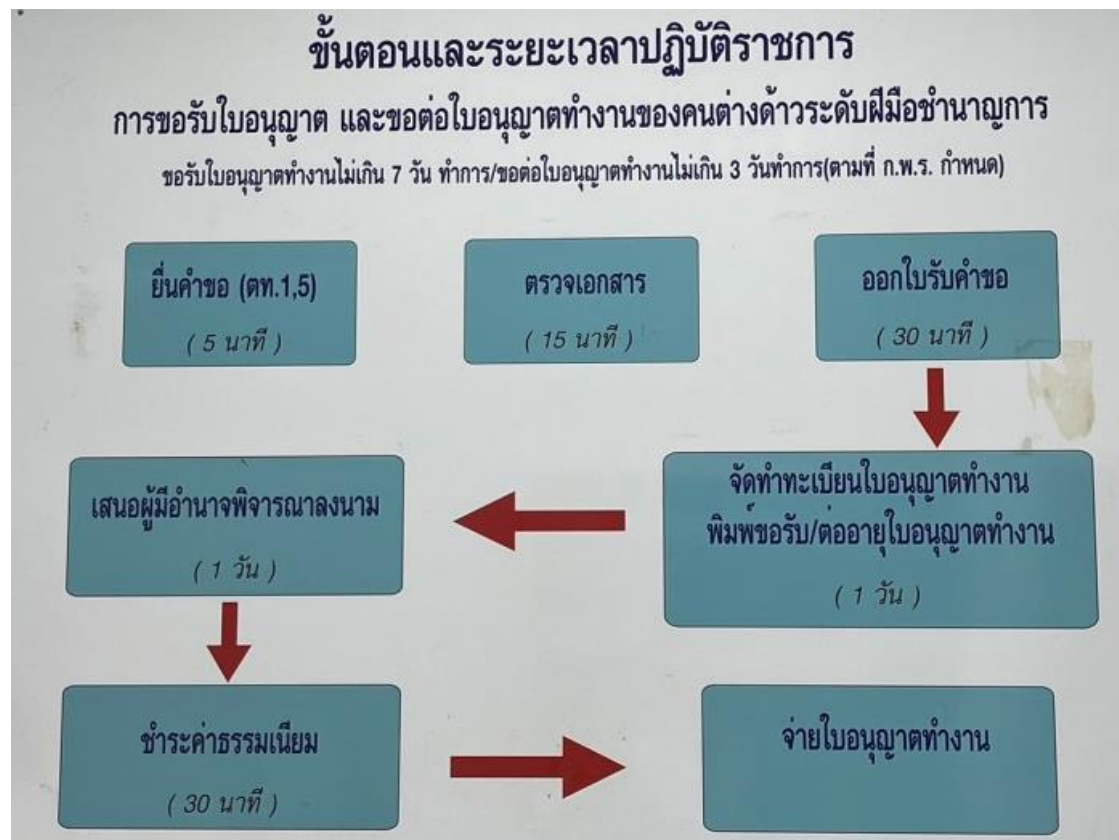 ขั้นตอนและระยะเวลาปฏิบัติราชการ
การขอรับใบอนุญาต และขอต่อใบอนุญาตทำงานของคนต่างด้าวระดับฝีมือชำนาญการ
ขอรับใบอนุญาตทำงานไม่เกิน 7 วัน ทำการ/ขอต่อใบอนุญาตทำงานไม่เกิน 3 วันทำการ(ตามที่ ก.พ.ร. กำหนด)
ยื่นคำขอ (ตท.1,5)
( 5 นาที )
ตรวจเอกสาร
( 15 นาที )
ออกใบรับคำขอ
( 30 นาที )
จัดทำทะเบียนใบอนุญาตทำงาน
พิมพ์ขอรับ/ต่ออายุใบอนุญาตทำงาน
( 1 วัน )
เสนอผู้มีอำนาจพิจารณาลงนาม
( 1 วัน )
ชำระค่าธรรมเนียม
( 30 นาที )
จ่ายใบอนุญาตทำงาน